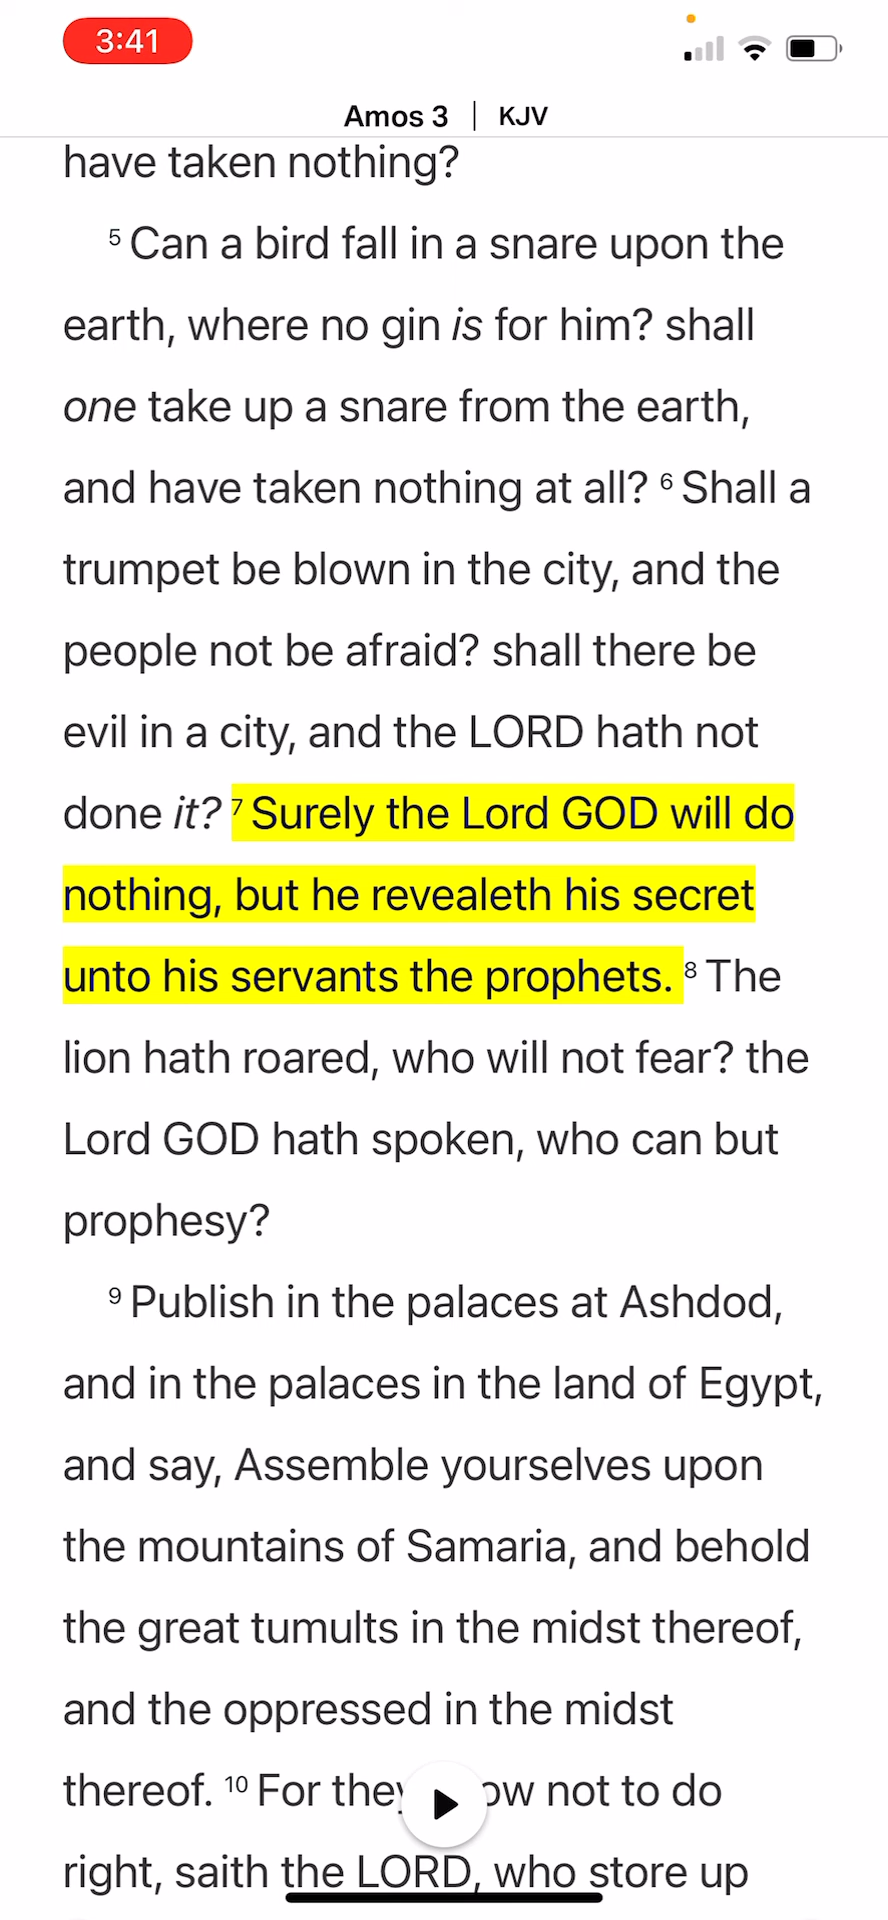 3:41
Amos 3 | KJV
have taken nothing?
5 Can a bird fall in a snare upon the
earth, where no gin is for him? shall
one take up a snare from the earth,
and have taken nothing at all? 6 Shall a
trumpet be blown in the city, and the
people not be afraid? shall there be
evil in a city, and the LORD hath not
done it? 7 Surely the Lord GOD will do
nothing, but he revealeth his secret
unto his servants the prophets. 8 The
lion hath roared, who will not fear? the
Lord GOD hath spoken, who can but
prophesy?
9 Publish in the palaces at Ashdod,
and in the palaces in the land of Egypt,
and say, Assemble yourselves upon
the mountains of Samaria, and behold
the great tumults in the midst thereof,
and the oppressed in the midst
thereof. 10 For they not to do
right, saith the LORD, who store up